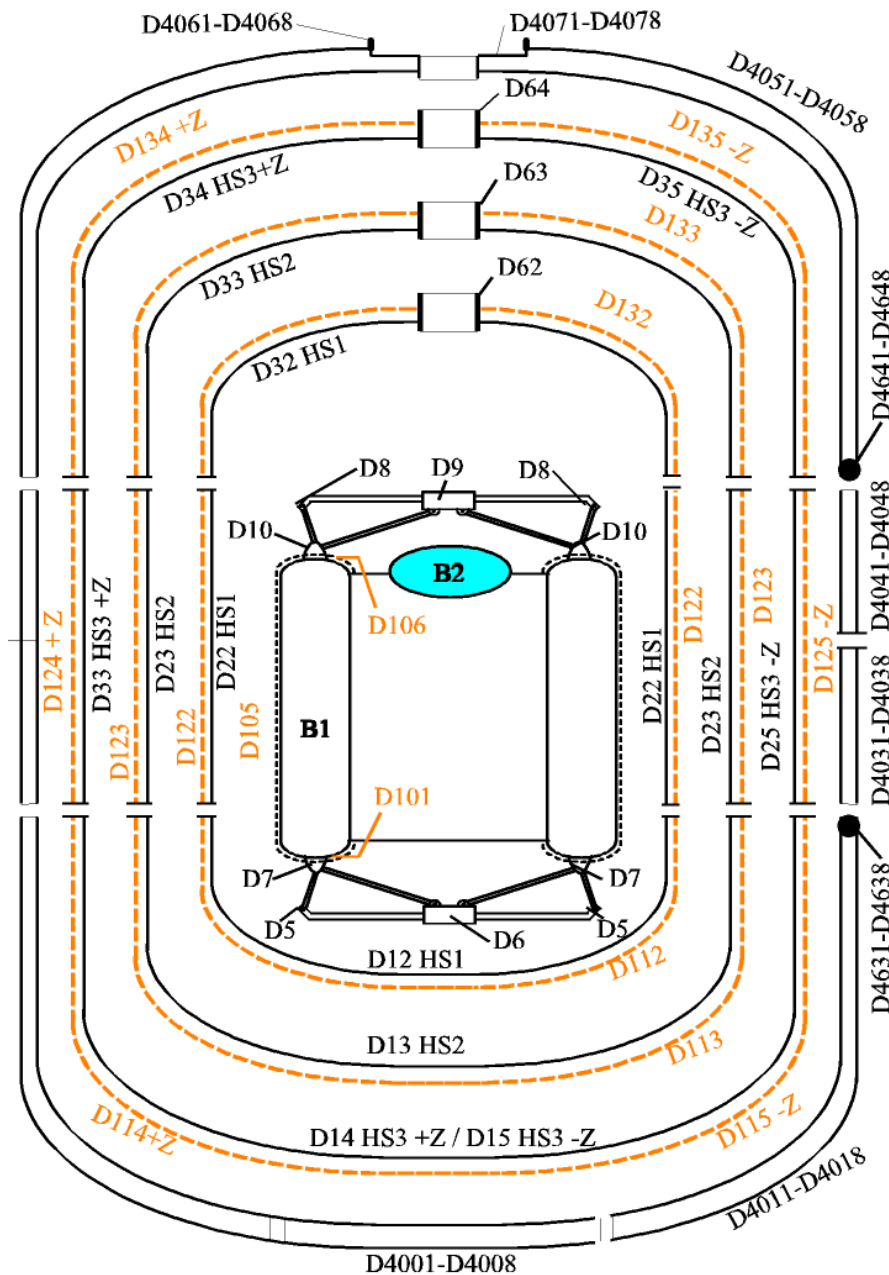 D4061-D4068
D4071-D4078
D4051-D4058
D64
D134 +Z
D135 -Z
D34 HS3+Z
D35 HS3 -Z
D63
D133
D33 HS2
D62
D132
D32 HS1
D4641-D4648
D8
D9
D8
D10
D10
B2
D106
D4041-D4048
D124 + Z
D33 HS3 +Z
D123
D23 HS2
D122
D22 HS1
D105
B1
D22 HS1
D122
D23 HS2
D123
D25 HS3 -Z
D125 -Z
D4031-D4038
D101
D7
D7
D5
D6
D5
D4631-D4638
D12 HS1
D112
D13 HS2
D113
D14 HS3 +Z / D15 HS3 -Z
D114+Z
D115 -Z
D4011-D4018
D4001-D4008